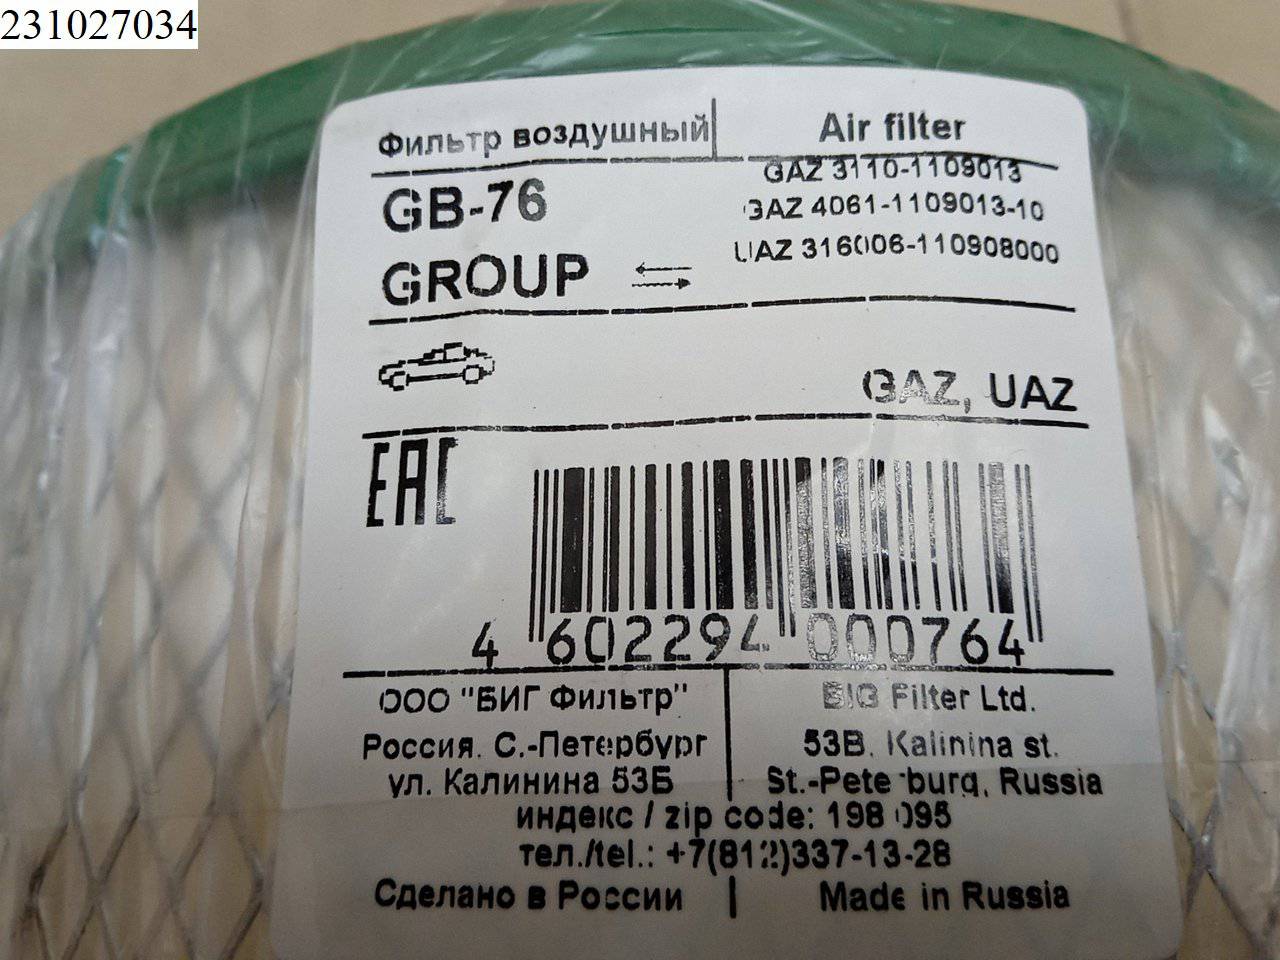 231027034
Фильтр воздушный
Air filter
GB-76
GROUP
GAZ 3110-1109013
GAZ 4061-1109013-10
UAZ 316006-110908000
GAZ, UAZ
EAC
4 602294 000764
ООО "БИГ Фильтр"
Россия. С.-Петербург
ул. Калинина 53Б
BIG Filter Ltd.
53B. Kalinina st.
St.-Petersburg, Russia
индекс / zip code: 198 095
тел./tel.: +7(812)337-13-28
Сделано в России
Made in Russia